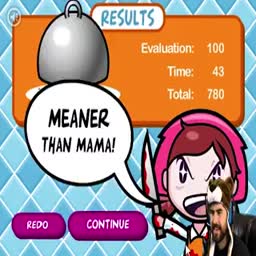 RESULTS
Evaluation: 100
Time: 43
Total: 780
MEANER
THAN MAMA!
REDO
CONTINUE